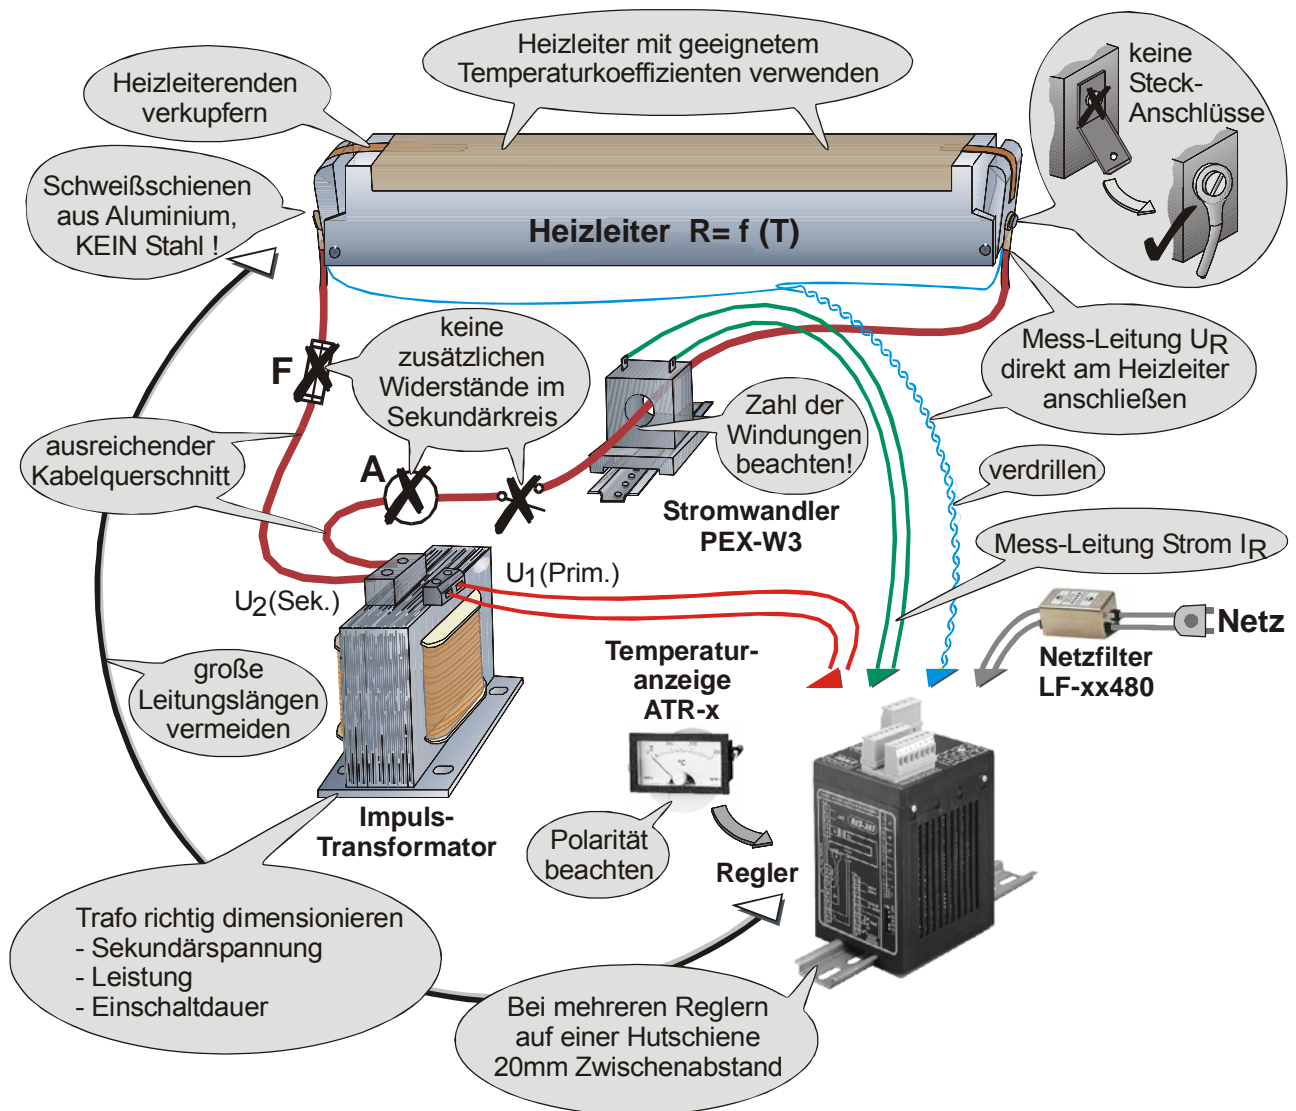 Heizleiter mit geeignetem
Temperaturkoeffizienten verwenden
keine
Steck-
Anschlüsse
Heizleiterenden
verkupfern
Schweißschienen
aus Aluminium,
KEIN Stahl !
Heizleiter R= f (T)
keine
zusätzlichen
Widerstände im
Sekundärkreis
F
Mess-Leitung UR
direkt am Heizleiter
anschließen
Zahl der
Windungen
beachten!
ausreichender
Kabelquerschnitt
A
verdrillen
Stromwandler
PEX-W3
Mess-Leitung Strom IR
U1(Prim.)
U2(Sek.)
Netz
Netzfilter
LF-xx480
Temperatur-
anzeige
ATR-x
große
Leitungslängen
vermeiden
°C
Impuls-
Transformator
Polarität
beachten
Regler
Trafo richtig dimensionieren
- Sekundärspannung
- Leistung
- Einschaltdauer
Bei mehreren Reglern
auf einer Hutschiene
20mm Zwischenabstand